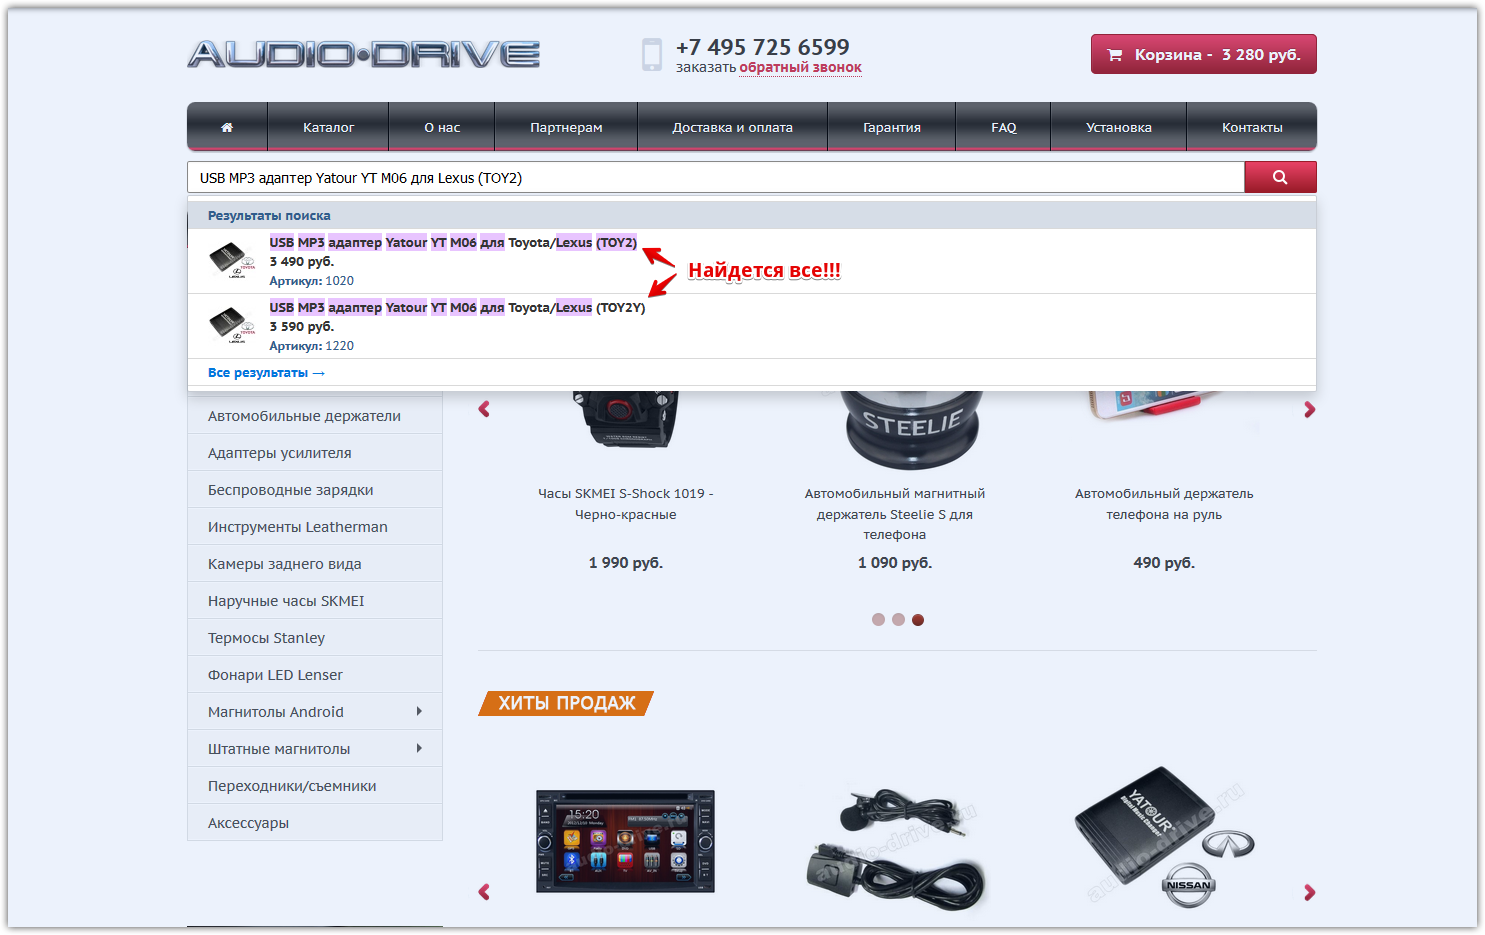 AUDIO•DRIVE
+7 495 725 6599
заказать обратный звонок
Корзина - 3 280 руб.
Каталог
О нас
Партнерам
Доставка и оплата
Гарантия
FAQ
Установка
Контакты
USB MP3 адаптер Yatour YT M06 для Lexus (TOY2)
Результаты поиска
USB MP3 адаптер Yatour YT M06 для Toyota/Lexus (TOY2)
3 490 руб.
Артикул: 1020
Найдется все!!!
USB MP3 адаптер Yatour YT M06 для Toyota/Lexus (TOY2Y)
3 590 руб.
Артикул: 1220
Все результаты →
Автомобильные держатели
Адаптеры усилителя
Беспроводные зарядки
Инструменты Leatherman
Камеры заднего вида
Наручные часы SKMEI
Термосы Stanley
Фонари LED Lenser
Магнитолы Android
Штатные магнитолы
Переходники/съемники
Аксессуары
STEELIE
Часы SKMEI S-Shock 1019 -
Черно-красные
1 990 руб.
Автомобильный магнитный
держатель Steelie S для
телефона
1 090 руб.
Автомобильный держатель
телефона на руль
490 руб.
ХИТЫ ПРОДАЖ
15:20
audio-drive.ru
audio-drive.ru
YATOUR
Digital Music Changer
NISSAN
audio-drive.ru